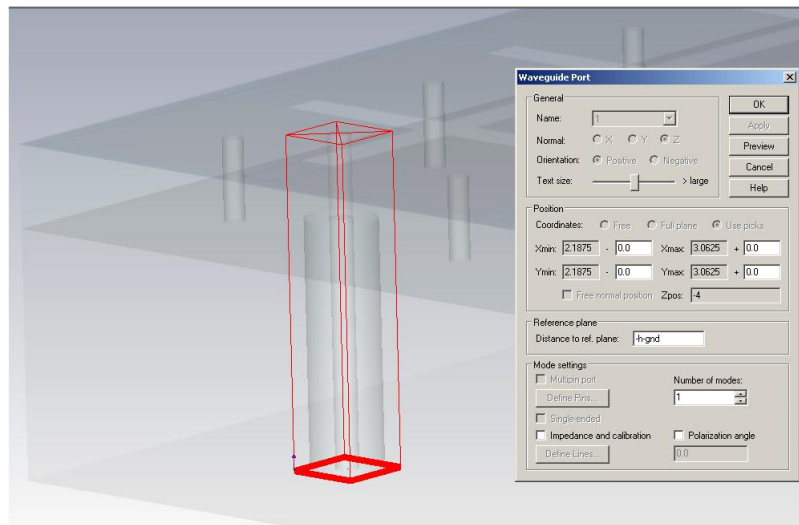 Waveguide Port
General
OK
Name: 1
Apply
Normal: X Y Z
Preview
Orientation: Positive Negative
Cancel
Text size: > large
Help
Position
Coordinates: Free Full plane: Use picks
Xmin: 2.1875 - 0.0 Xmax: 3.0625 + 0.0
Ymin: 2.1875 - 0.0 Ymax: 3.0625 + 0.0
Free normal position Zpos: -4
Reference plane
Distance to ref. plane: -h-gnd
Mode settings
Multipin port Number of modes:
Define Pins... 1
Single-ended
Impedance and calibration Polarization angle
Define Lines... 0.0